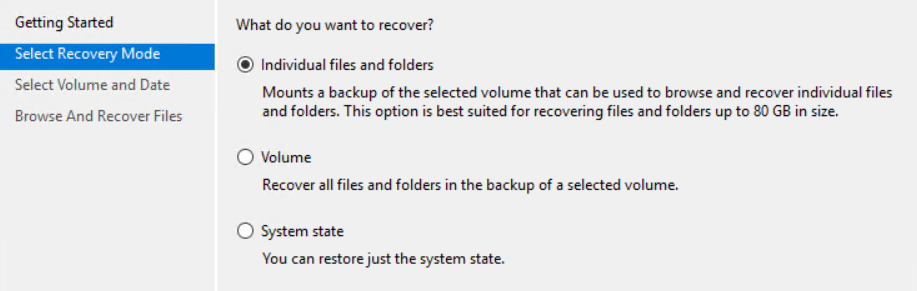 Getting Started
Select Recovery Mode
Select Volume and Date
Browse And Recover Files
What do you want to recover?
Individual files and folders
Mounts a backup of the selected volume that can be used to browse and recover individual files
and folders. This option is best suited for recovering files and folders up to 80 GB in size.
Volume
Recover all files and folders in the backup of a selected volume.
System state
You can restore just the system state.